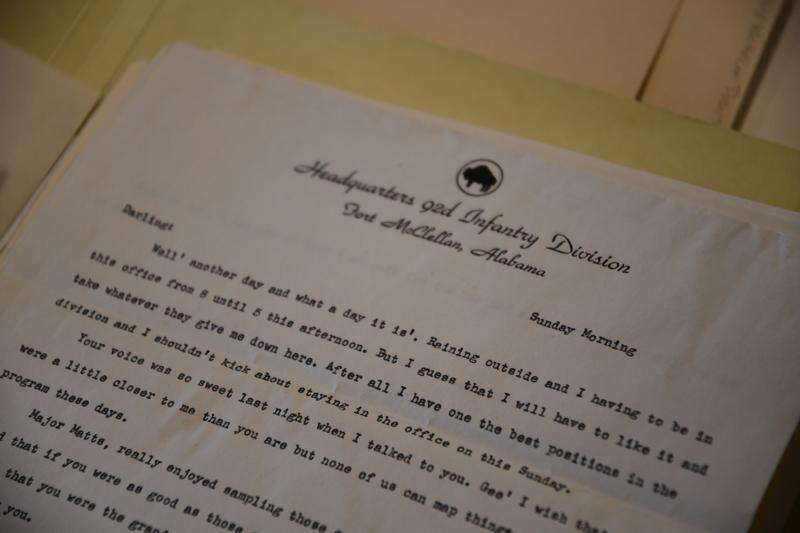 Headquarters 92d Infantry Division
Fort McClellan, Alabama
Sunday Morning
Darling:
Well' another day and what a day it is'. Raining outside and I having to be in
this office from 8 until 5 this afternoon. But I guess that I will have to like it and
take whatever they give me down here. After all I have one the best positions in the
division and I shouldn't kick about staying in the office on this Sunday.
Your voice was so sweet last night when I talked to you. Gee' I wish that
were a little closer to me than you are but none of us can map things
program these days.
Major Matts, really enjoyed sampling those
that if you were as good as those
that you were the grand
you.